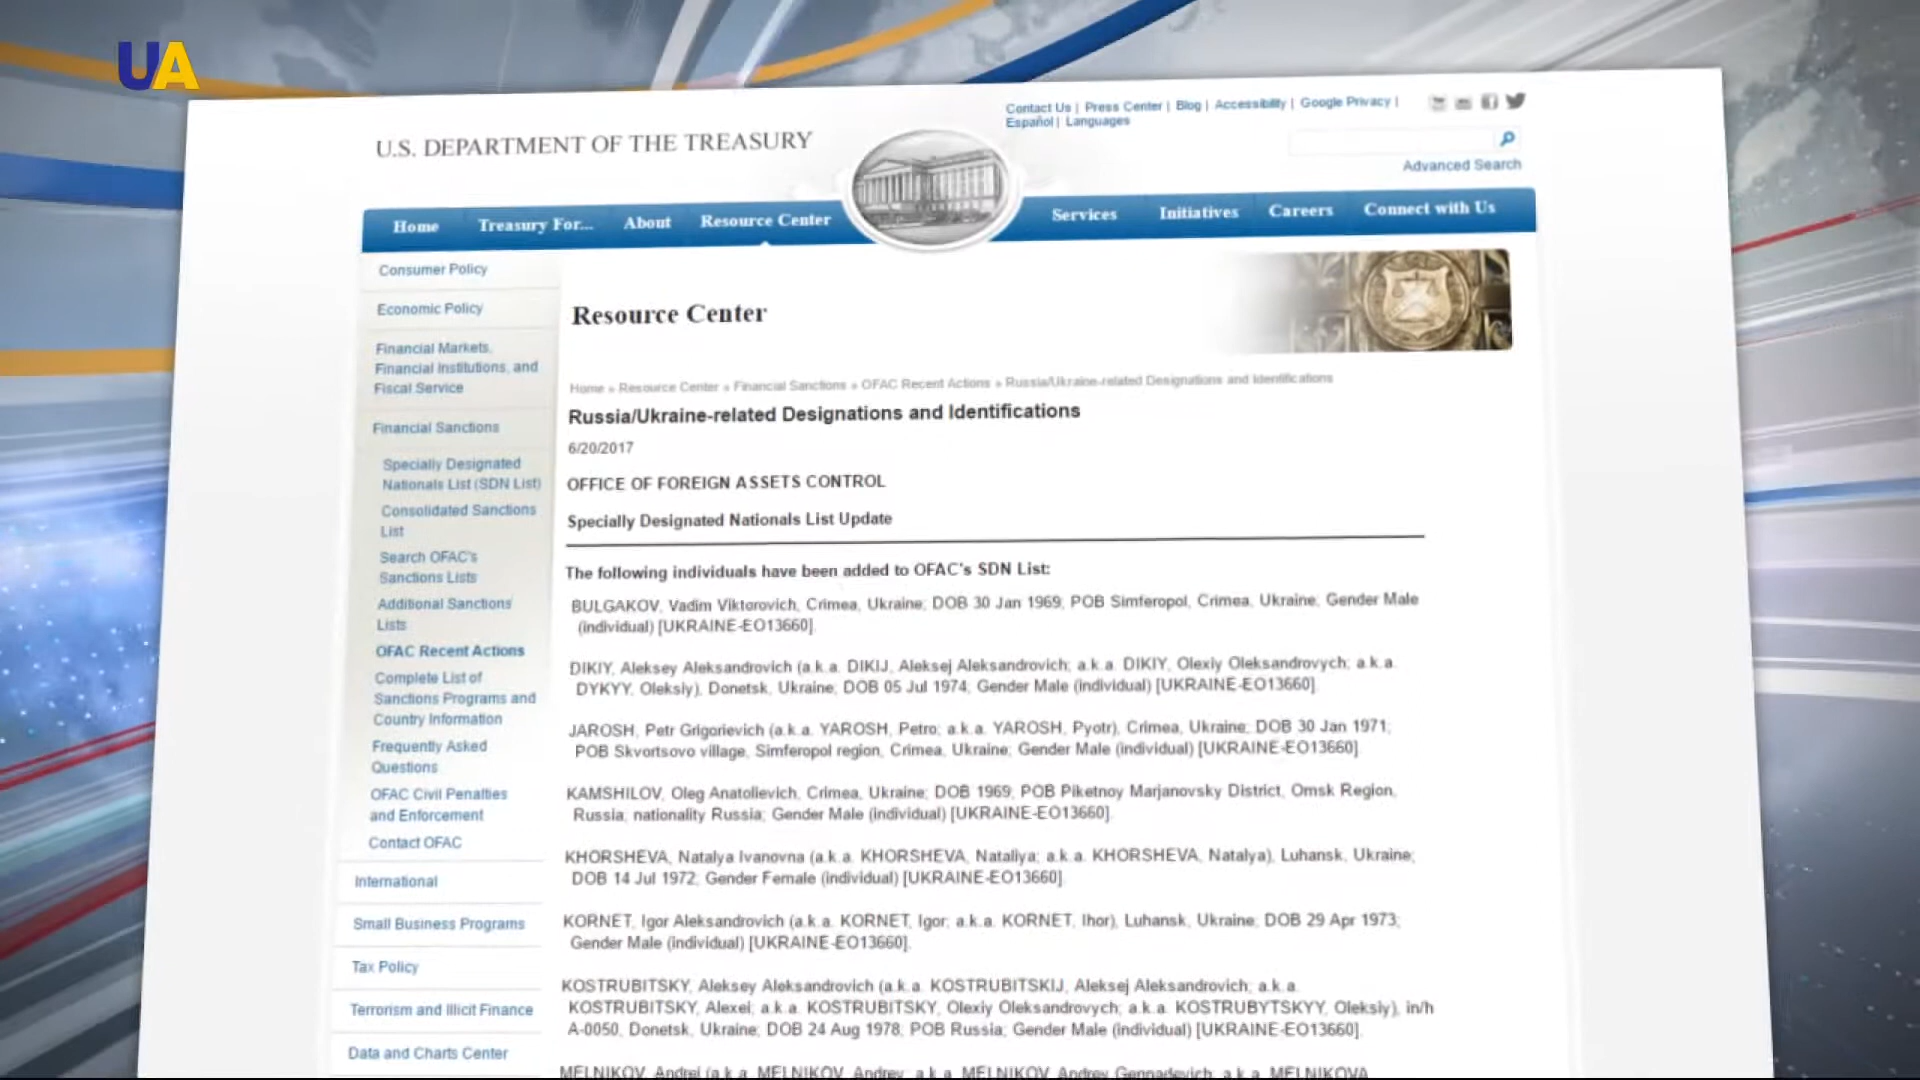 UA
Contact Us | Press Center | Blog | Accessibility | Google Privacy |
Español | Languages
U.S. DEPARTMENT OF THE TREASURY
Advanced Search
Home Treasury For... About Resource Center Services Initiatives Careers Connect with Us
Consumer Policy
Economic Policy
Financial Markets,
Financial Institutions, and
Fiscal Service
Financial Sanctions
Specially Designated
Nationals List (SDN List)
Consolidated Sanctions
List
Search OFAC's
Sanctions Lists
Additional Sanctions
Lists
OFAC Recent Actions
Complete List of
Sanctions Programs and
Country Information
Frequently Asked
Questions
OFAC Civil Penalties
and Enforcement
Contact OFAC
International
Small Business Programs
Tax Policy
Terrorism and Illicit Finance
Data and Charts Center
Resource Center
Home » Resource Center » Financial Sanctions » OFAC Recent Actions » Russia/Ukraine-related Designations and Identifications
Russia/Ukraine-related Designations and Identifications
6/20/2017
OFFICE OF FOREIGN ASSETS CONTROL
Specially Designated Nationals List Update
The following individuals have been added to OFAC's SDN List:
BULGAKOV, Vadim Viktorovich, Crimea, Ukraine; DOB 30 Jan 1969; POB Simferopol, Crimea, Ukraine; Gender Male
(individual) [UKRAINE-EO13660].
DIKIY, Aleksey Aleksandrovich (a.k.a. DIKIJ, Aleksej Aleksandrovich; a.k.a. DIKIY, Olexiy Oleksandrovych; a.k.a.
DYKYY, Oleksiy), Donetsk, Ukraine; DOB 05 Jul 1974; Gender Male (individual) [UKRAINE-EO13660].
JAROSH, Petr Grigorievich (a.k.a. YAROSH, Petro; a.k.a. YAROSH, Pyotr), Crimea, Ukraine; DOB 30 Jan 1971;
POB Skvortsovo village, Simferopol region, Crimea, Ukraine; Gender Male (individual) [UKRAINE-EO13660].
KAMSHILOV, Oleg Anatolievich, Crimea, Ukraine; DOB 1969; POB Piketnoy Marjanovsky District, Omsk Region,
Russia; nationality Russia; Gender Male (individual) [UKRAINE-EO13660].
KHORSHEVA, Natalya Ivanovna (a.k.a. KHORSHEVA, Nataliya; a.k.a. KHORSHEVA, Natalya), Luhansk, Ukraine;
DOB 14 Jul 1972; Gender Female (individual) [UKRAINE-EO13660].
KORNET, Igor Aleksandrovich (a.k.a. KORNET, Igor; a.k.a. KORNET, Ihor), Luhansk, Ukraine; DOB 29 Apr 1973;
Gender Male (individual) [UKRAINE-EO13660].
KOSTRUBITSKY, Aleksey Aleksandrovich (a.k.a. KOSTRUBITSKIJ, Aleksej Aleksandrovich; a.k.a.
KOSTRUBITSKY, Alexei; a.k.a. KOSTRUBITSKY, Olexiy Oleksandrovych; a.k.a. KOSTRUBYTSKYY, Oleksiy), in/h
A-0050, Donetsk, Ukraine; DOB 24 Aug 1978; POB Russia; Gender Male (individual) [UKRAINE-EO13660].
MELNIKOV, Andrei (a.k.a. MELNIKOV, Andrey; a.k.a. MELNIKOV, Andrey Gennadevich; a.k.a. MELNIKOVA